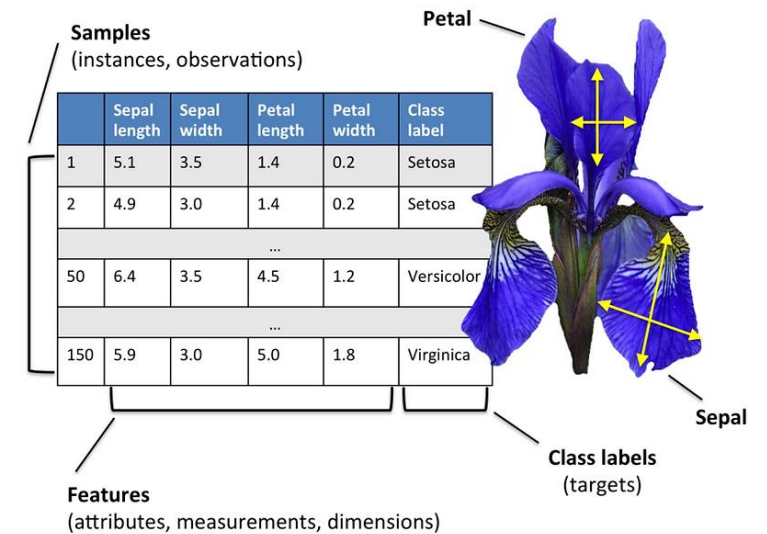 Samples
(instances, observations)
Petal
Sepal length Sepal width Petal length Petal width Class label
1 5.1 3.5 1.4 0.2 Setosa
2 4.9 3.0 1.4 0.2 Setosa
...
50 6.4 3.5 4.5 1.2 Versicolor
...
150 5.9 3.0 5.0 1.8 Virginica
Sepal
Class labels
(targets)
Features
(attributes, measurements, dimensions)